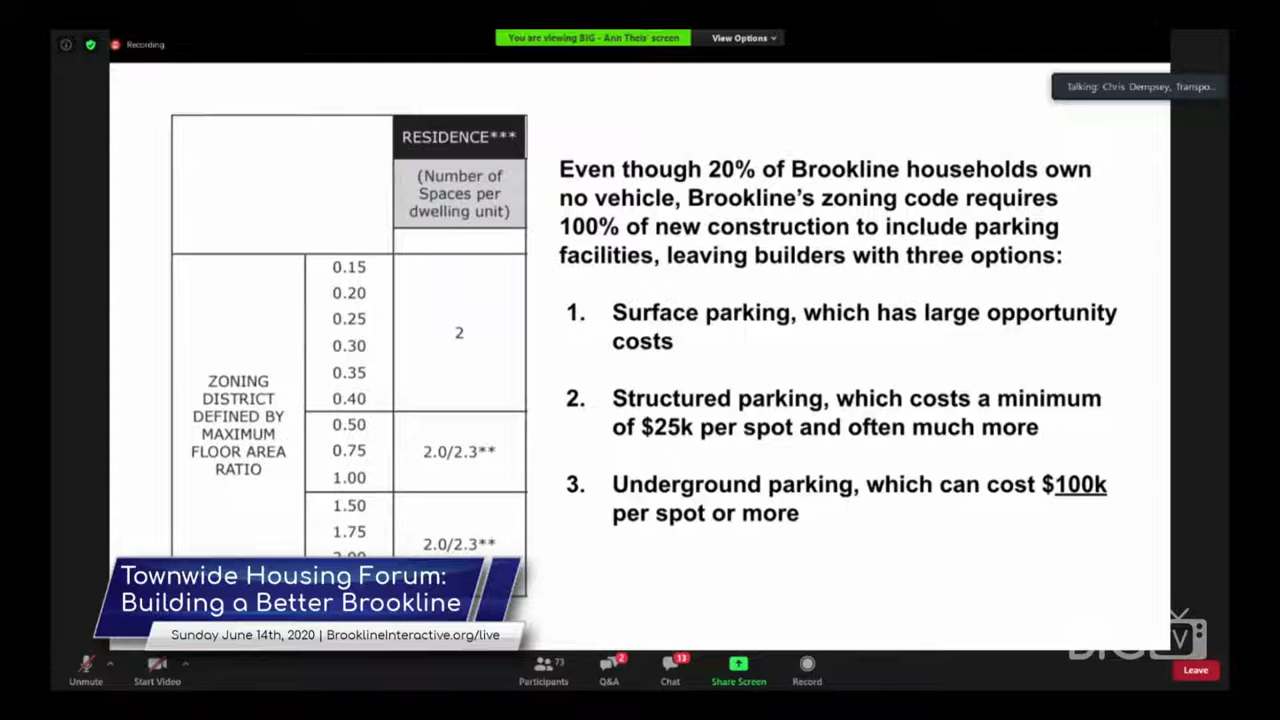 Recording
You are viewing BIG - Ann Theis' screen
View Options
Talking: Chris Dempsey, Transpo...
RESIDENCE***
(Number of
Spaces per
dwelling unit)
ZONING
DISTRICT
DEFINED BY
MAXIMUM
FLOOR AREA
RATIO
0.15
0.20
0.25
0.30
0.35
0.40
2
0.50
0.75
1.00
2.0/2.3**
1.50
1.75
2.00
2.0/2.3**
Even though 20% of Brookline households own
no vehicle, Brookline's zoning code requires
100% of new construction to include parking
facilities, leaving builders with three options:
1. Surface parking, which has large opportunity
costs
2. Structured parking, which costs a minimum
of $25k per spot and often much more
3. Underground parking, which can cost $100k
per spot or more
Townwide Housing Forum:
Building a Better Brookline
Sunday June 14th, 2020 | BrooklineInteractive.org/live
BIG TV
Unmute
Start Video
73
Participants
2
Q&A
13
Chat
Share Screen
Record
Leave